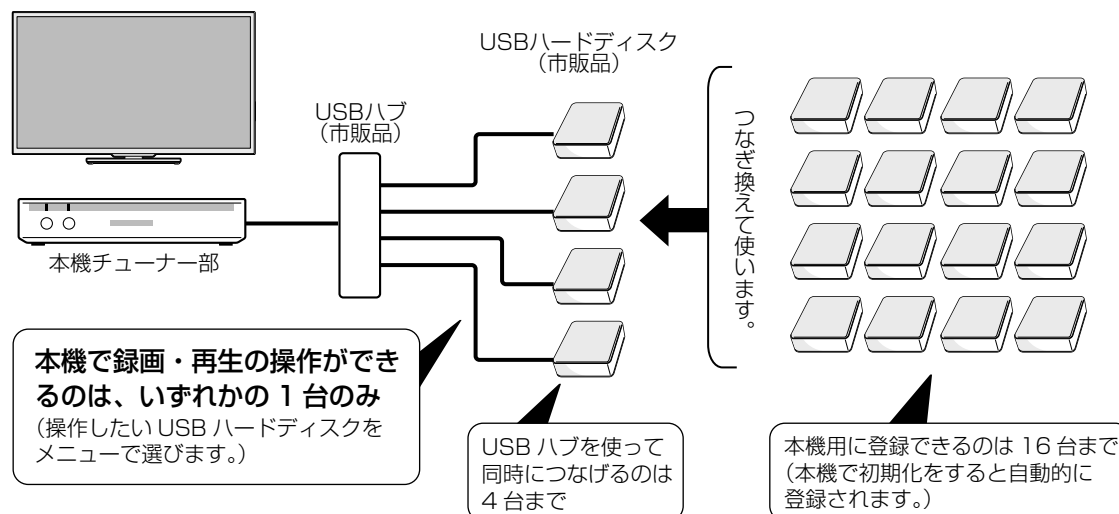 USBハードディスク
（市販品）
USBハブ
（市販品）
つなぎ換えて使います。
本機チューナー部
本機で録画・再生の操作ができ
るのは、いずれかの 1 台のみ
（操作したい USB ハードディスクを
メニューで選びます。）
USB ハブを使って
同時につなげるのは
4 台まで
本機用に登録できるのは 16 台まで
（本機で初期化をすると自動的に
登録されます。）